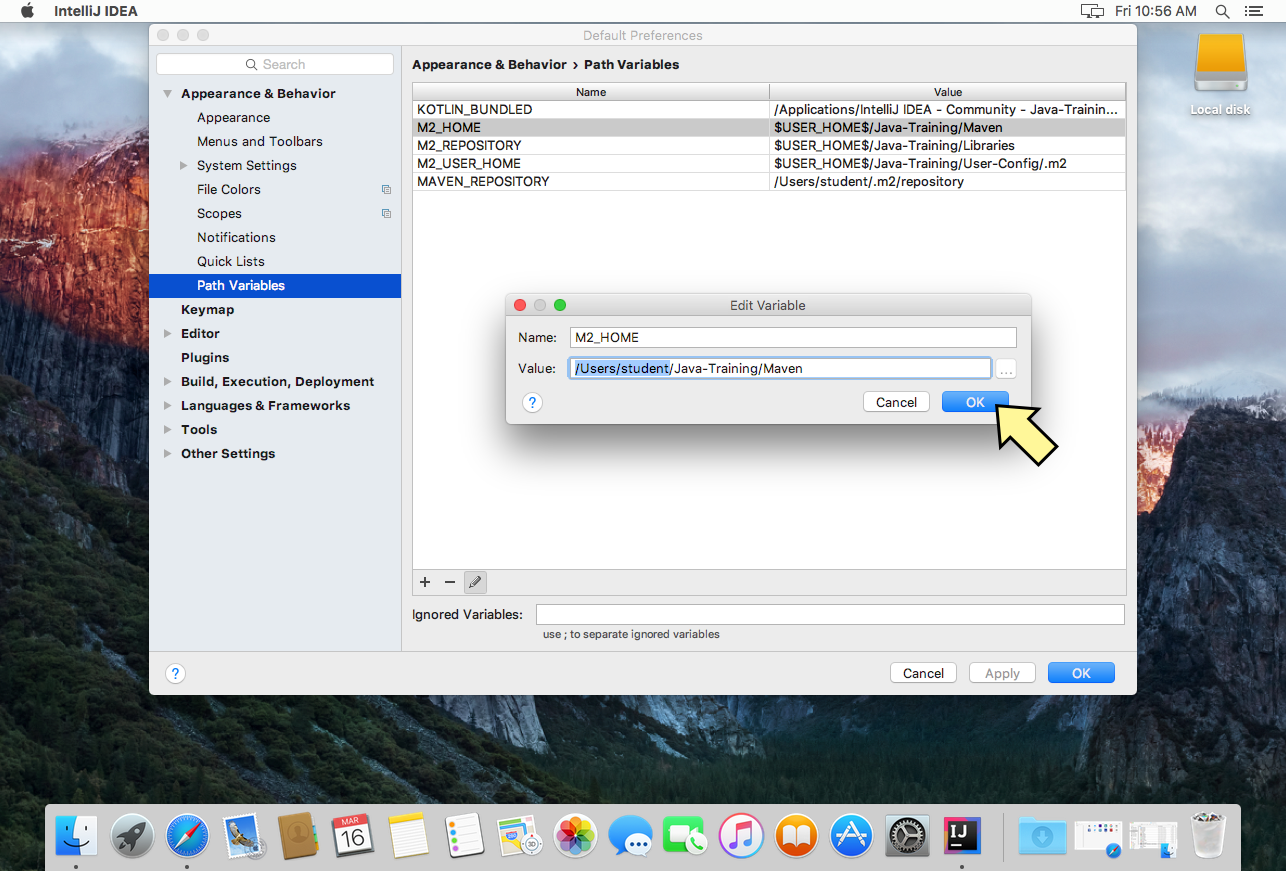 IntelliJ IDEA
Fri 10:56 AM
Default Preferences
Local disk
Search
Appearance & Behavior
Appearance
Menus and Toolbars
System Settings
File Colors
Scopes
Notifications
Quick Lists
Path Variables
Keymap
Editor
Plugins
Build, Execution, Deployment
Languages & Frameworks
Tools
Other Settings
Appearance & Behavior › Path Variables
Name Value
KOTLIN_BUNDLED /Applications/IntelliJ IDEA - Community - Java-Trainin...
M2_HOME $USER_HOME$/Java-Training/Maven
M2_REPOSITORY $USER_HOME$/Java-Training/Libraries
M2_USER_HOME $USER_HOME$/Java-Training/User-Config/.m2
MAVEN_REPOSITORY /Users/student/.m2/repository
Edit Variable
Name: M2_HOME
Value: /Users/student/Java-Training/Maven ...
? Cancel OK
+ −
Ignored Variables:
use ; to separate ignored variables
? Cancel Apply OK
MAR
16
3D
IJ